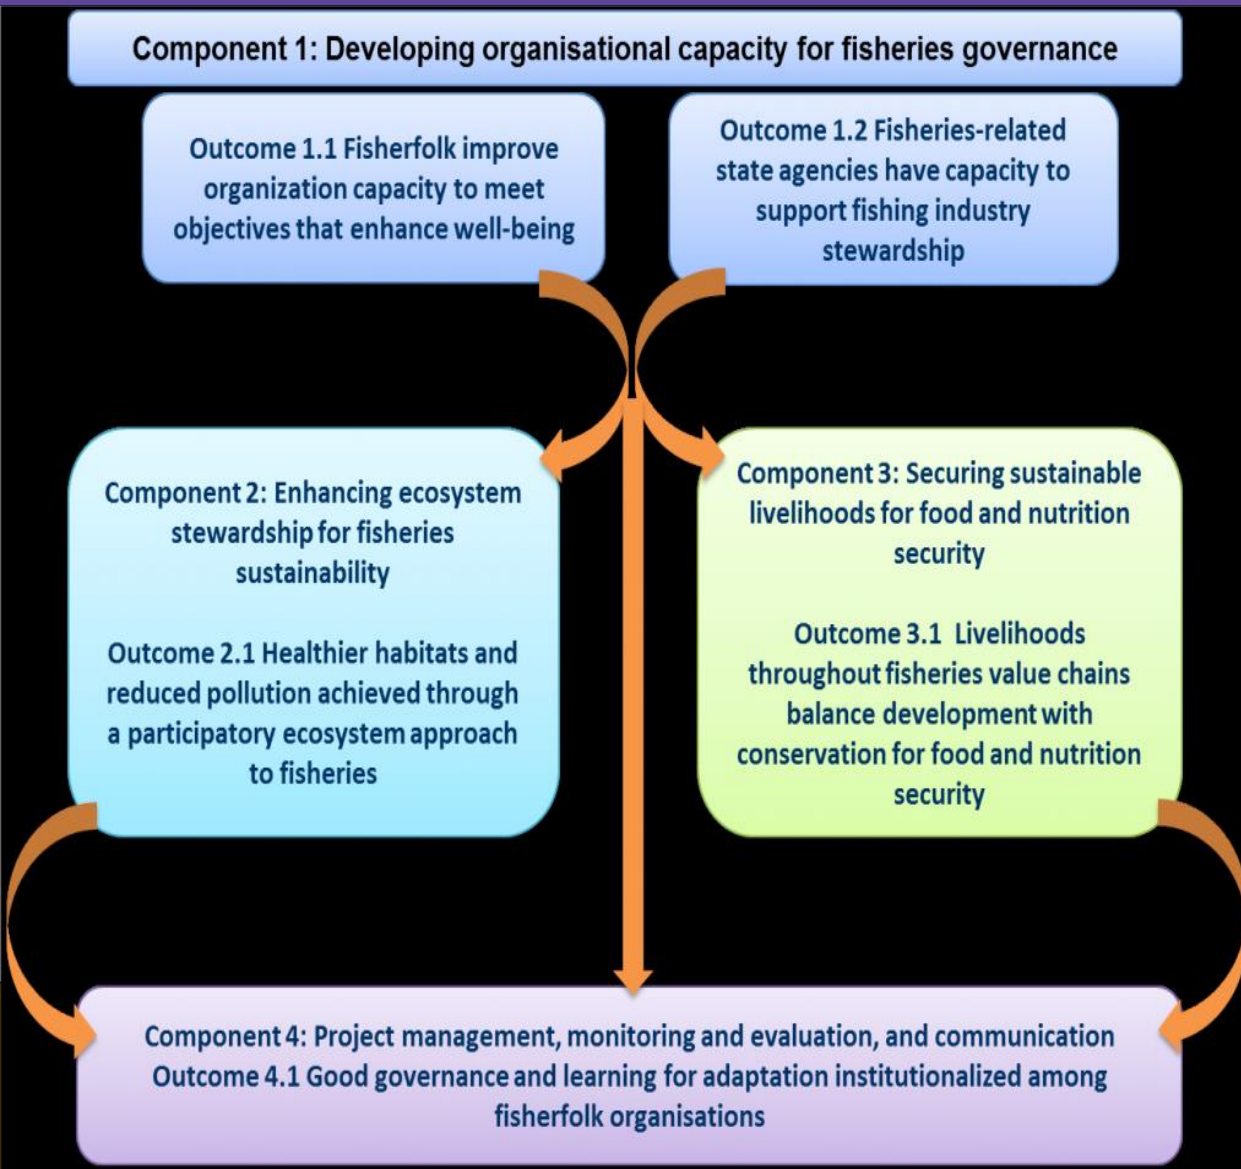 Component 1: Developing organisational capacity for fisheries governance
Outcome 1.1 Fisherfolk improve
organization capacity to meet
objectives that enhance well-being
Outcome 1.2 Fisheries-related
state agencies have capacity to
support fishing industry
stewardship
Component 2: Enhancing ecosystem
stewardship for fisheries
sustainability
Outcome 2.1 Healthier habitats and
reduced pollution achieved through
a participatory ecosystem approach
to fisheries
Component 3: Securing sustainable
livelihoods for food and nutrition
security
Outcome 3.1 Livelihoods
throughout fisheries value chains
balance development with
conservation for food and nutrition
security
Component 4: Project management, monitoring and evaluation, and communication
Outcome 4.1 Good governance and learning for adaptation institutionalized among
fisherfolk organisations